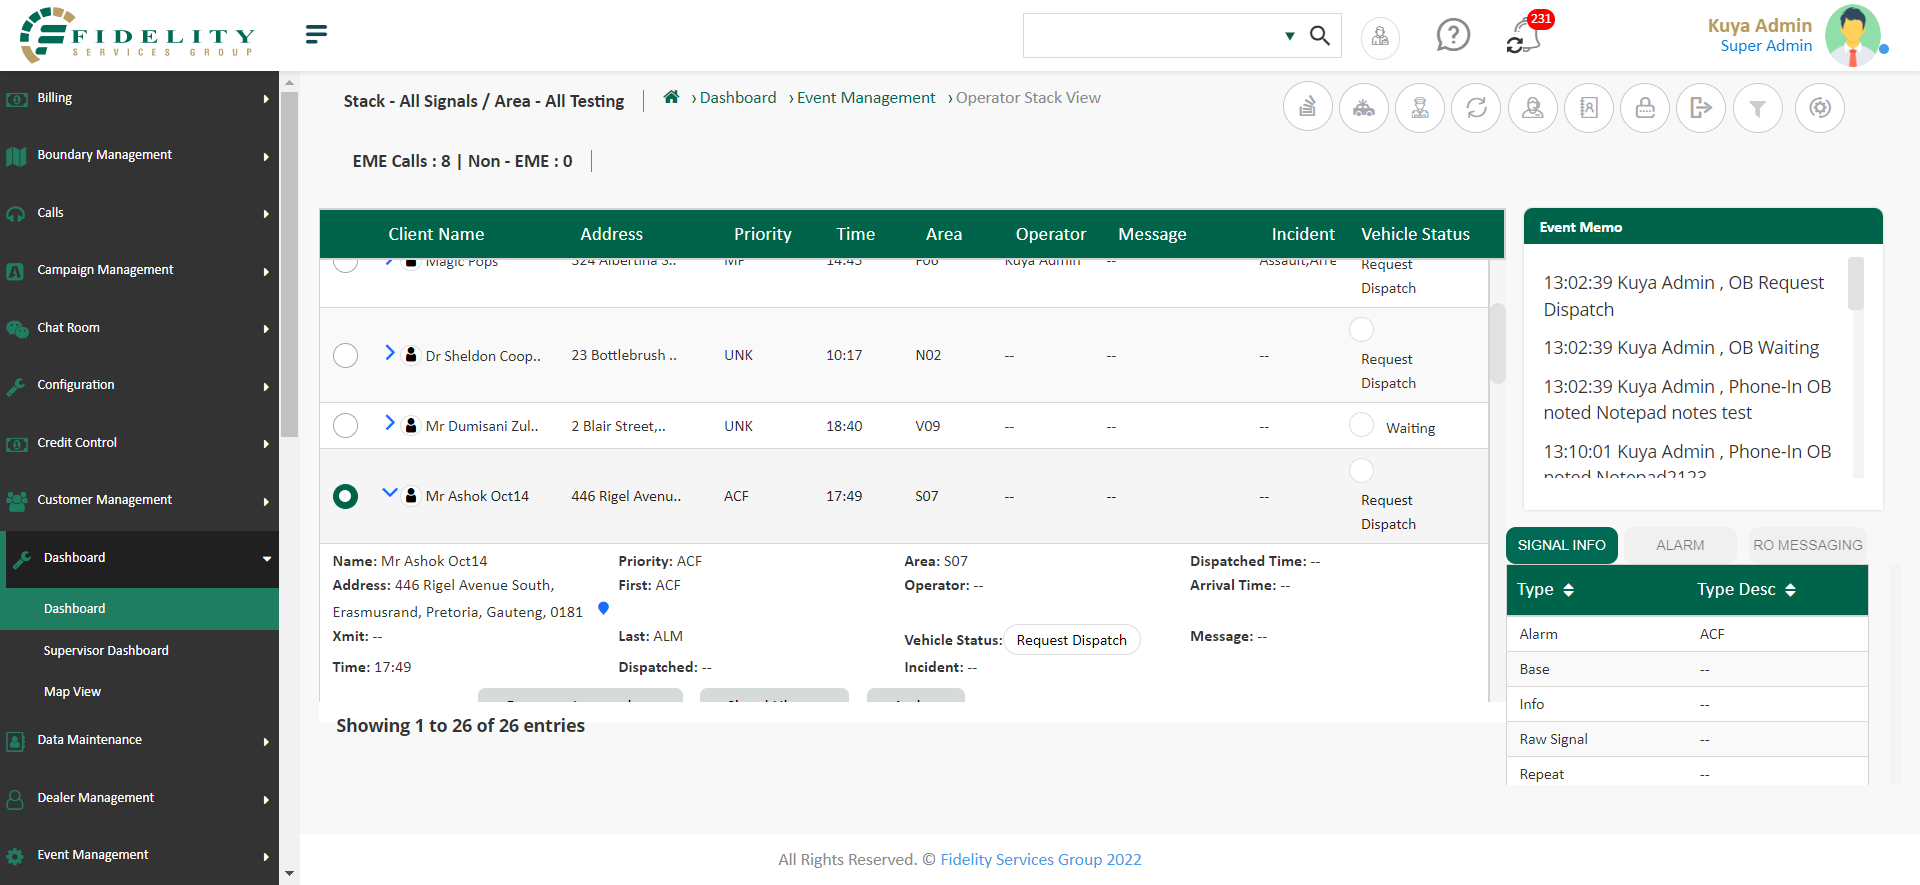 FIDELITY
SERVICES GROUP
231
Kuya Admin
Super Admin
Billing
Boundary Management
Calls
Campaign Management
Chat Room
Configuration
Credit Control
Customer Management
Dashboard
Dashboard
Supervisor Dashboard
Map View
Data Maintenance
Dealer Management
Event Management
Stack - All Signals / Area - All Testing
› Dashboard › Event Management › Operator Stack View
EME Calls : 8 | Non - EME : 0
Client Name Address Priority Time Area Operator Message Incident Vehicle Status
Magic Pops 324 Albertina S.. MP 14:45 F06 Kuya Admin -- Assault,Arre Request
Dispatch
Dr Sheldon Coop.. 23 Bottlebrush .. UNK 10:17 N02 -- -- -- Request
Dispatch
Mr Dumisani Zul.. 2 Blair Street,.. UNK 18:40 V09 -- -- -- Waiting
Mr Ashok Oct14 446 Rigel Avenu.. ACF 17:49 S07 -- -- -- Request
Dispatch
Name: Mr Ashok Oct14 Priority: ACF Area: S07 Dispatched Time: --
Address: 446 Rigel Avenue South, First: ACF Operator: -- Arrival Time: --
Erasmusrand, Pretoria, Gauteng, 0181
Xmit: -- Last: ALM Vehicle Status: Request Dispatch Message: --
Time: 17:49 Dispatched: -- Incident: --
Showing 1 to 26 of 26 entries
Event Memo
13:02:39 Kuya Admin , OB Request
Dispatch
13:02:39 Kuya Admin , OB Waiting
13:02:39 Kuya Admin , Phone-In OB
noted Notepad notes test
13:10:01 Kuya Admin , Phone-In OB
noted Notepad2123
SIGNAL INFO ALARM RO MESSAGING
Type Type Desc
Alarm ACF
Base --
Info --
Raw Signal --
Repeat --
All Rights Reserved. © Fidelity Services Group 2022